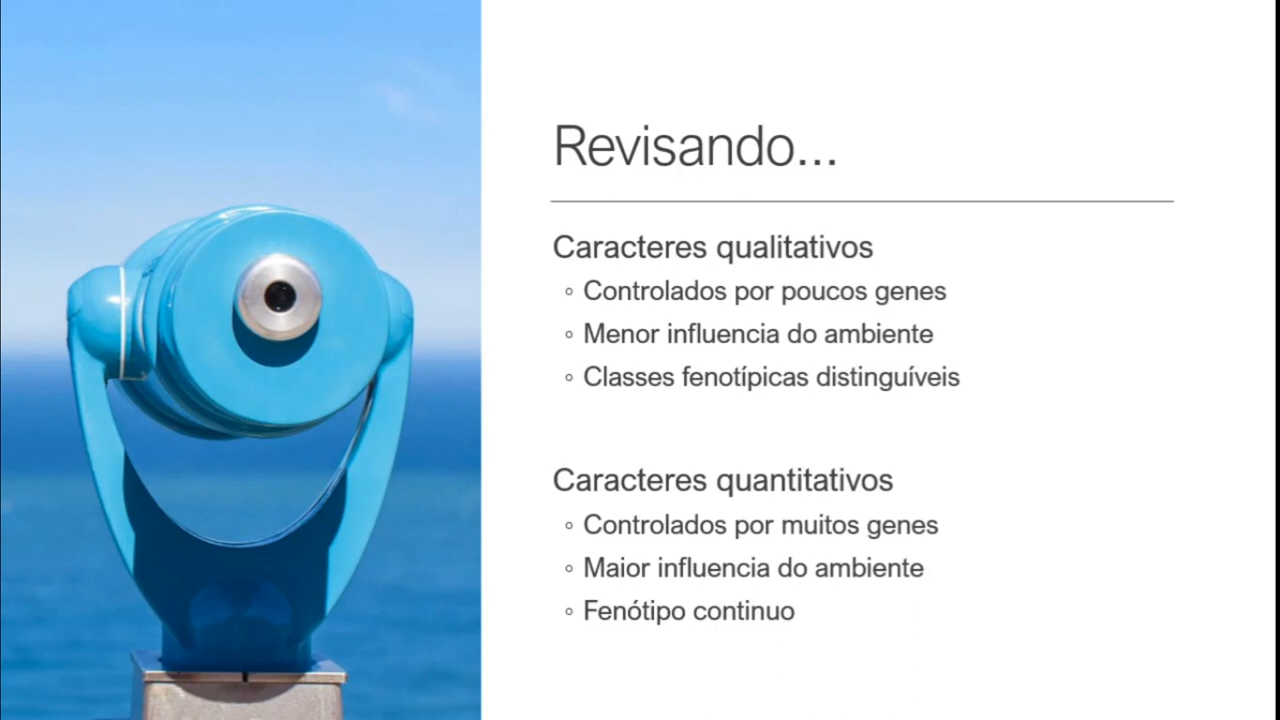 Revisando...
Caracteres qualitativos
◦ Controlados por poucos genes
◦ Menor influencia do ambiente
◦ Classes fenotípicas distinguíveis
Caracteres quantitativos
◦ Controlados por muitos genes
◦ Maior influencia do ambiente
◦ Fenótipo continuo